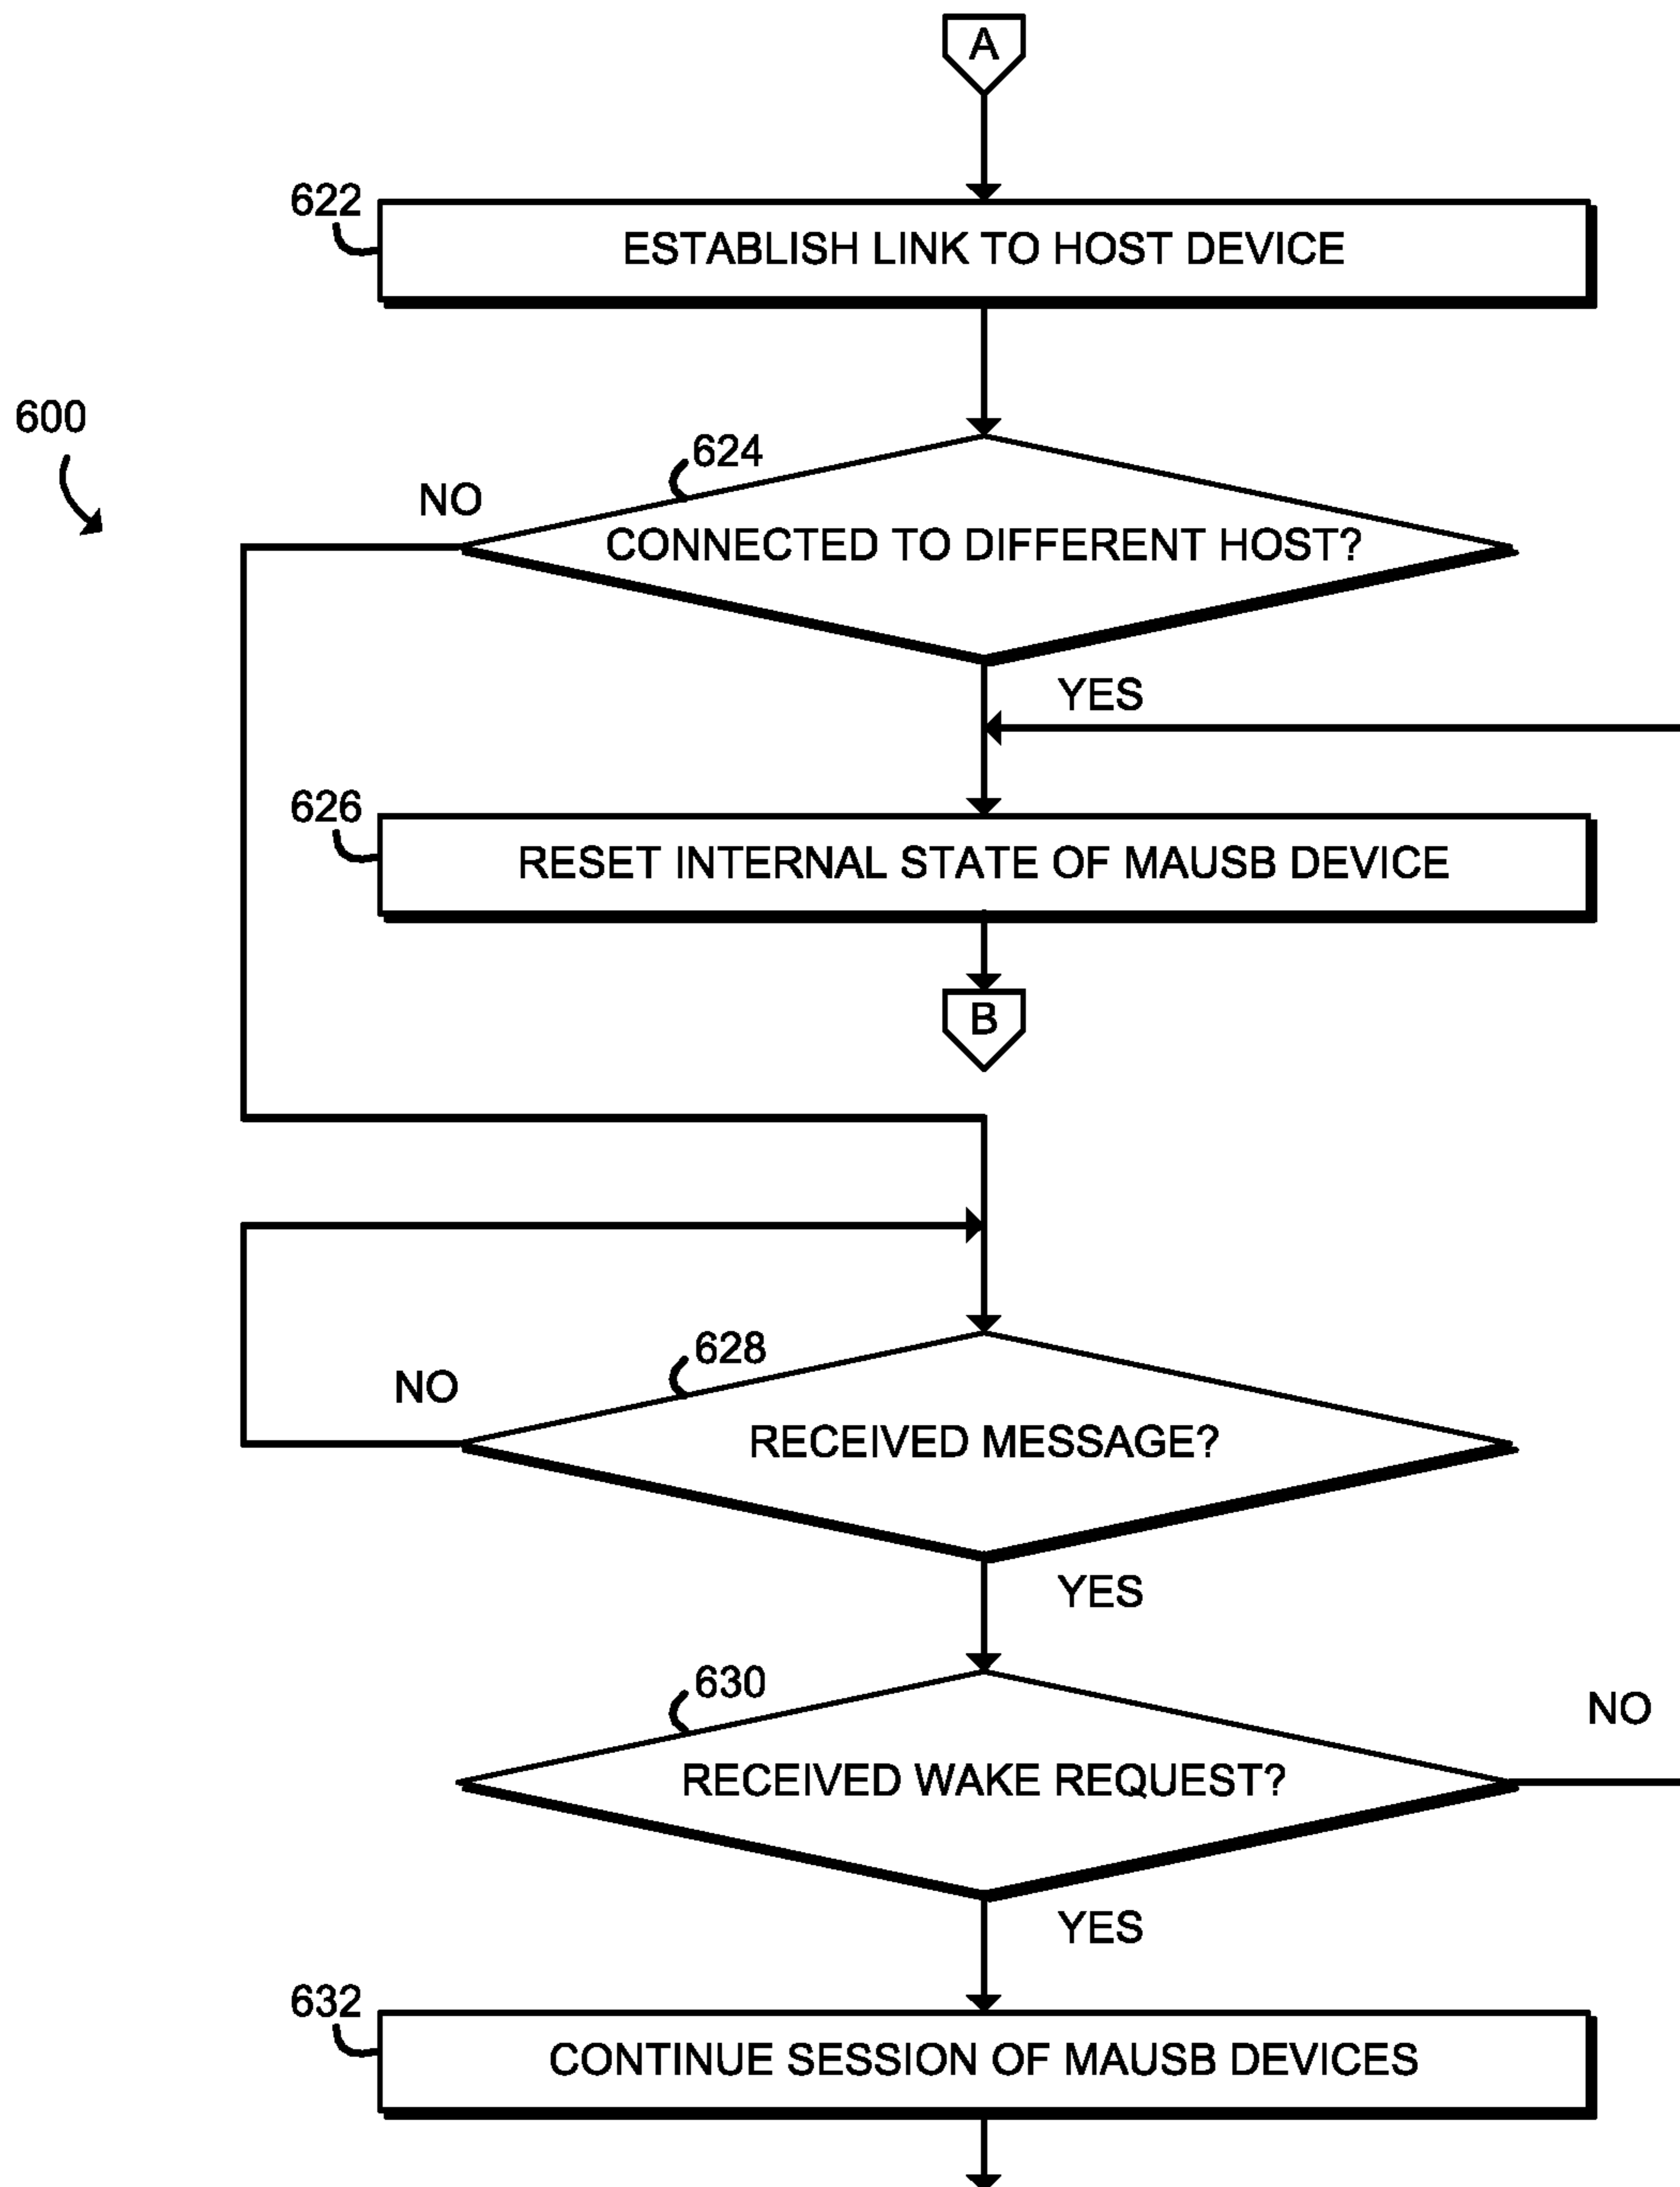 A
622
ESTABLISH LINK TO HOST DEVICE
600
624
NO
CONNECTED TO DIFFERENT HOST?
YES
626
RESET INTERNAL STATE OF MAUSB DEVICE
B
628
NO
RECEIVED MESSAGE?
YES
630
NO
RECEIVED WAKE REQUEST?
YES
632
CONTINUE SESSION OF MAUSB DEVICES